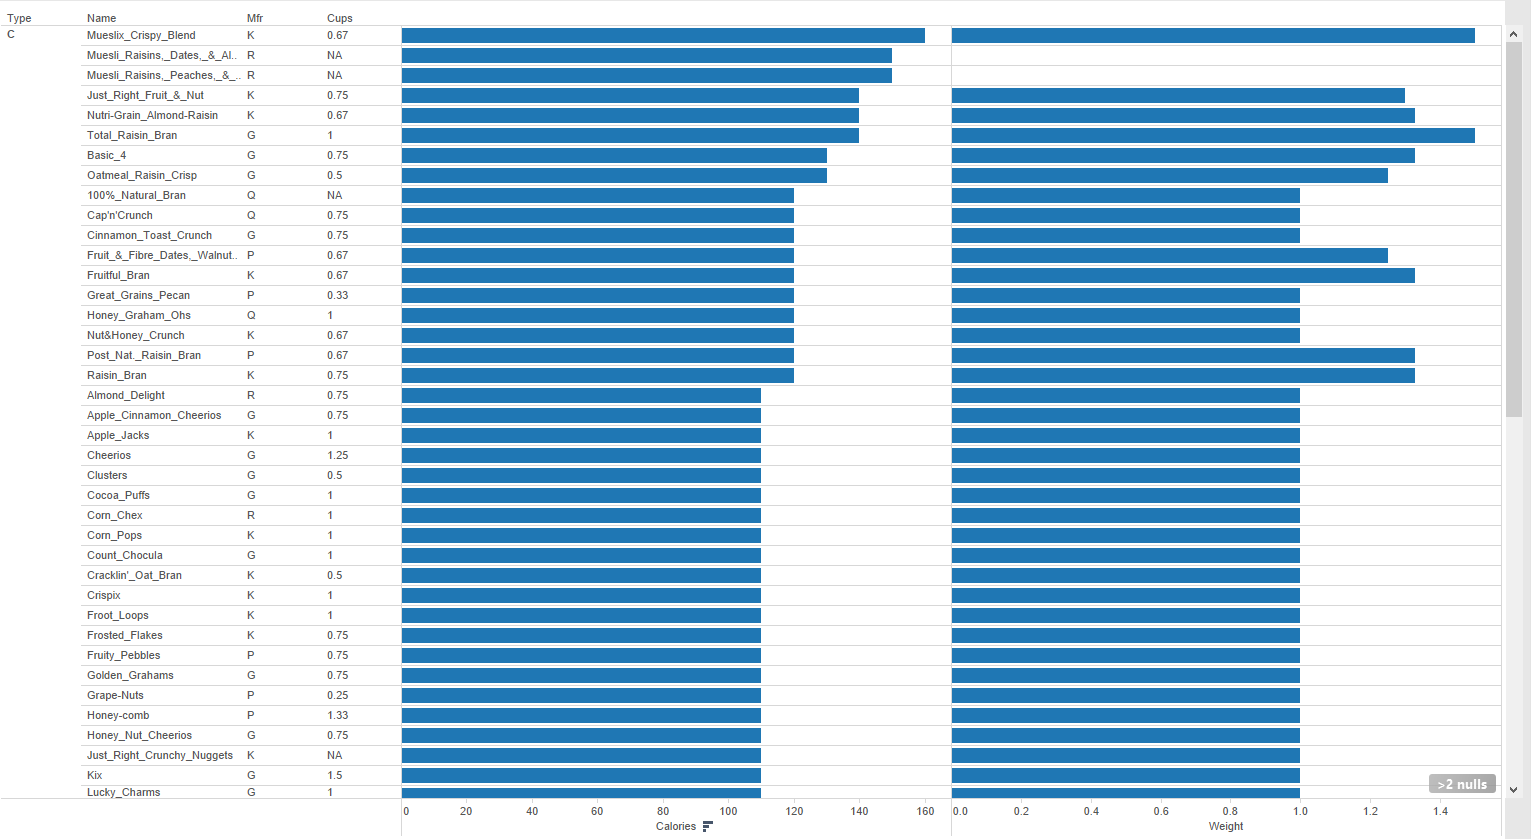 Type Name Mfr Cups
C Mueslix_Crispy_Blend K 0.67
Muesli_Raisins,_Dates,_&_Al.. R NA
Muesli_Raisins,_Peaches,_&_.. R NA
Just_Right_Fruit_&_Nut K 0.75
Nutri-Grain_Almond-Raisin K 0.67
Total_Raisin_Bran G 1
Basic_4 G 0.75
Oatmeal_Raisin_Crisp G 0.5
100%_Natural_Bran Q NA
Cap'n'Crunch Q 0.75
Cinnamon_Toast_Crunch G 0.75
Fruit_&_Fibre_Dates,_Walnut.. P 0.67
Fruitful_Bran K 0.67
Great_Grains_Pecan P 0.33
Honey_Graham_Ohs Q 1
Nut&Honey_Crunch K 0.67
Post_Nat._Raisin_Bran P 0.67
Raisin_Bran K 0.75
Almond_Delight R 0.75
Apple_Cinnamon_Cheerios G 0.75
Apple_Jacks K 1
Cheerios G 1.25
Clusters G 0.5
Cocoa_Puffs G 1
Corn_Chex R 1
Corn_Pops K 1
Count_Chocula G 1
Cracklin'_Oat_Bran K 0.5
Crispix K 1
Froot_Loops K 1
Frosted_Flakes K 0.75
Fruity_Pebbles P 0.75
Golden_Grahams G 0.75
Grape-Nuts P 0.25
Honey-comb P 1.33
Honey_Nut_Cheerios G 0.75
Just_Right_Crunchy_Nuggets K NA
Kix G 1.5
>2 nulls
Lucky_Charms G 1
0 20 40 60 80 100 120 140 160 0.0 0.2 0.4 0.6 0.8 1.0 1.2 1.4
Calories Weight